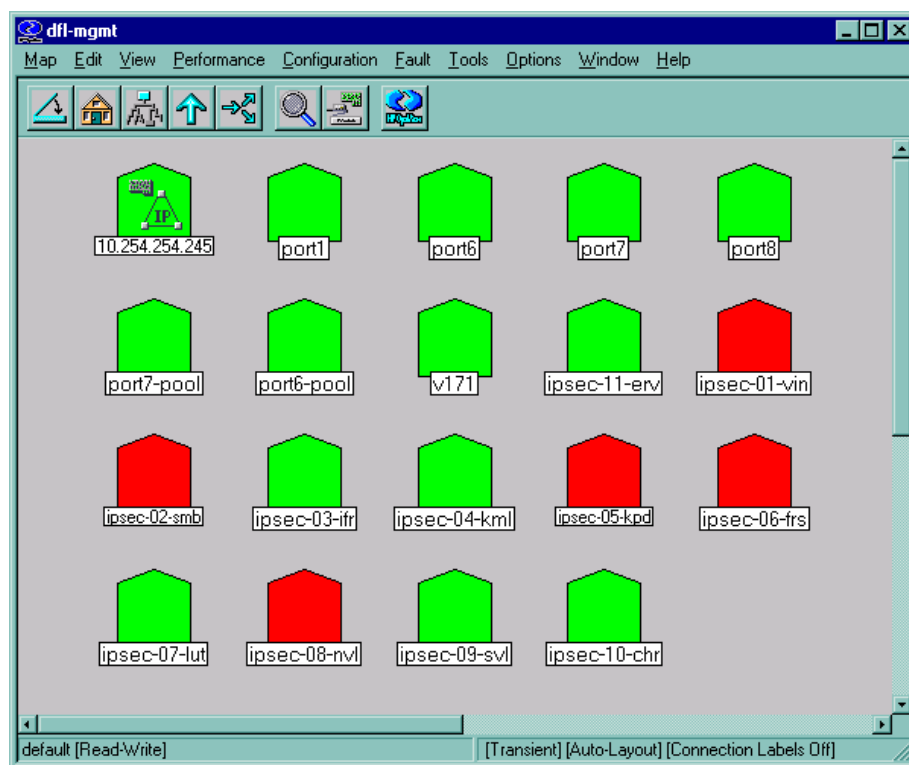 dfl-mgmt
Map Edit View Performance Configuration Fault Tools Options Window Help
IP
10.254.254.245 port1 port6 port7 port8
port7-pool port6-pool v171 ipsec-11-erv ipsec-01-vin
ipsec-02-smb ipsec-03-ifr ipsec-04-kml ipsec-05-kpd ipsec-06-frs
ipsec-07-lut ipsec-08-nvl ipsec-09-svl ipsec-10-chr
default [Read-Write] [Transient] [Auto-Layout] [Connection Labels Off]